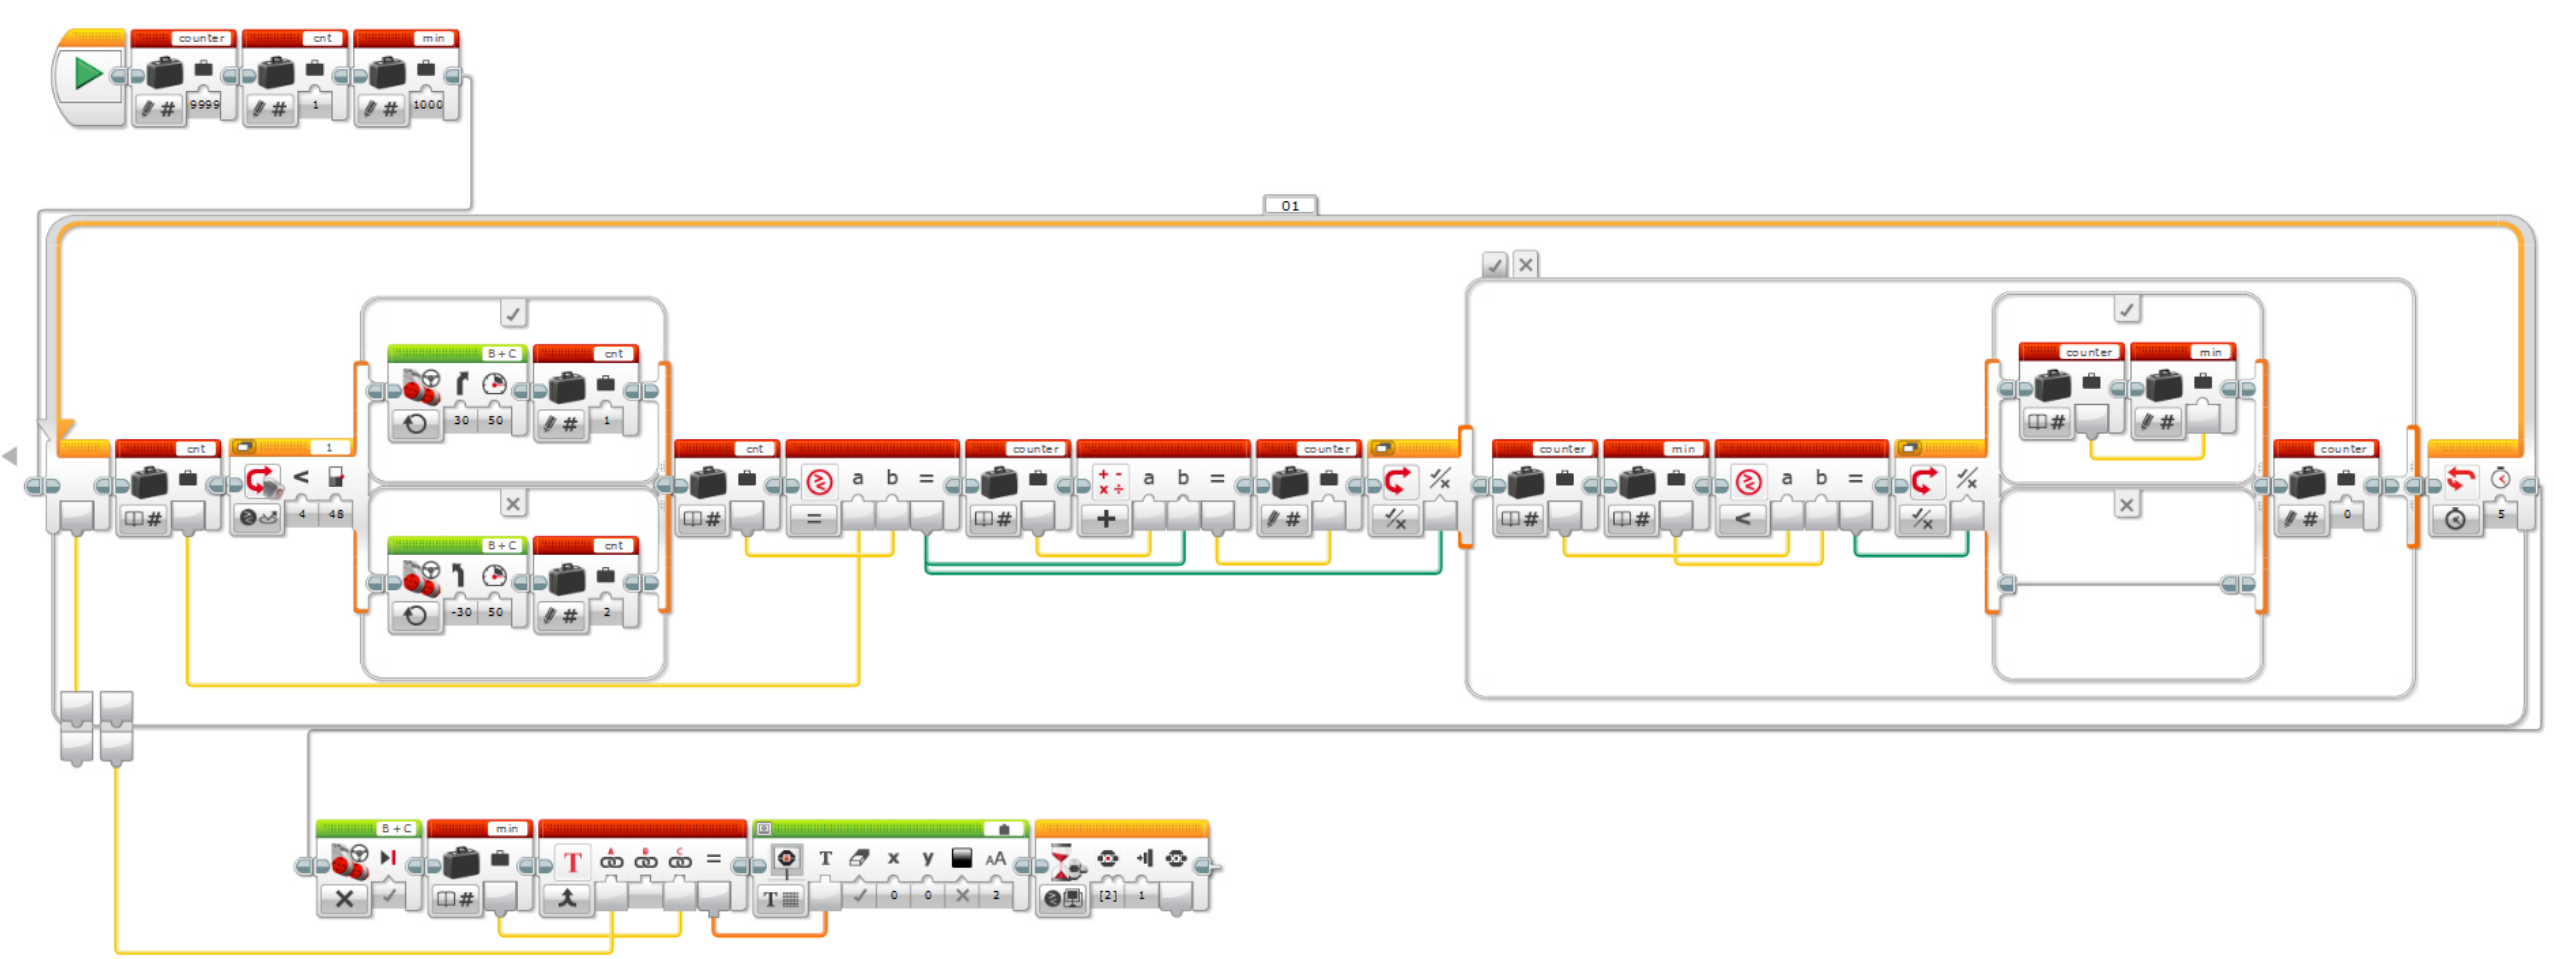 counter cnt min
# 9999 # 1 # 1000
01
B+C cnt
30 50 # 1
cnt 1
# 4 48
B+C cnt
-30 50 # 2
cnt counter counter
a b = a b =
# = # + #
counter min
# #
counter min counter
a b =
# # < # 0 5
B+C min
T A B C = T x y AA
# T 0 0 2 [2] 1